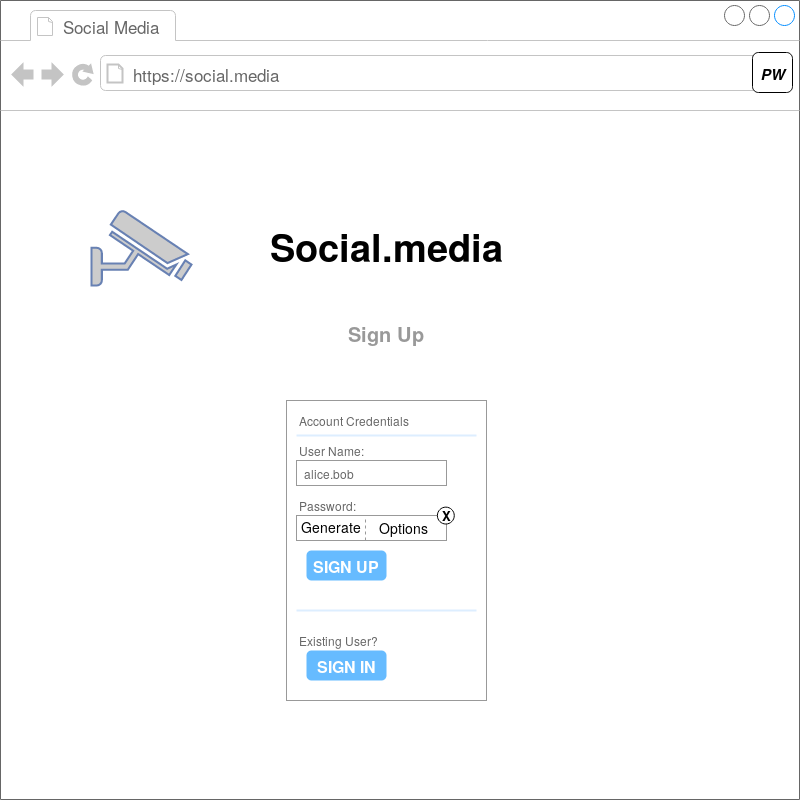 Social Media
https://social.media
PW
Social.media
Sign Up
Account Credentials
User Name:
alice.bob
Password:
X
Generate Options
SIGN UP
Existing User?
SIGN IN